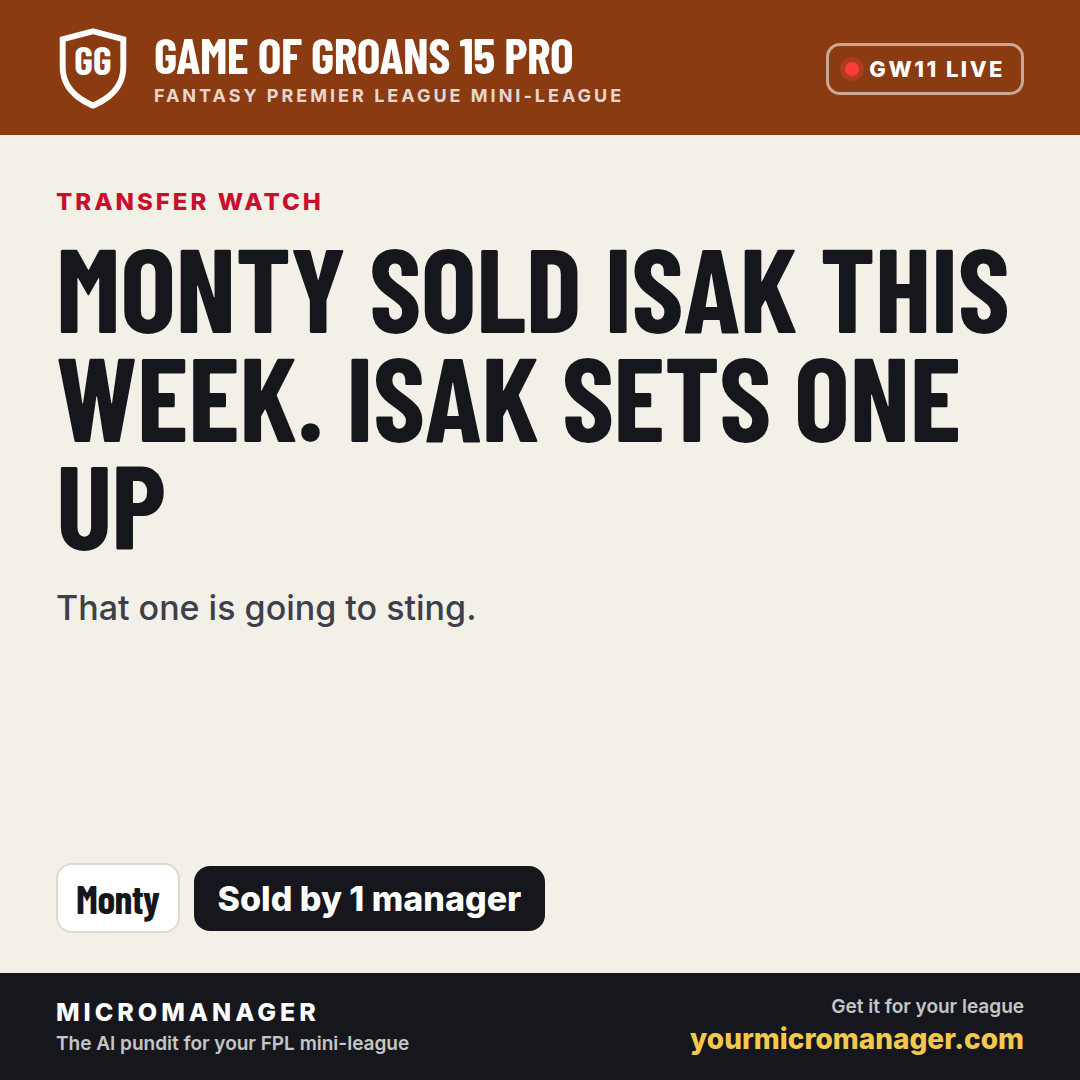 GG
GAME OF GROANS 15 PRO
FANTASY PREMIER LEAGUE MINI-LEAGUE
GW11 LIVE
TRANSFER WATCH
MONTY SOLD ISAK THIS
WEEK. ISAK SETS ONE
UP
That one is going to sting.
Monty
Sold by 1 manager
MICROMANAGER
The AI pundit for your FPL mini-league
Get it for your league
yourmicromanager.com